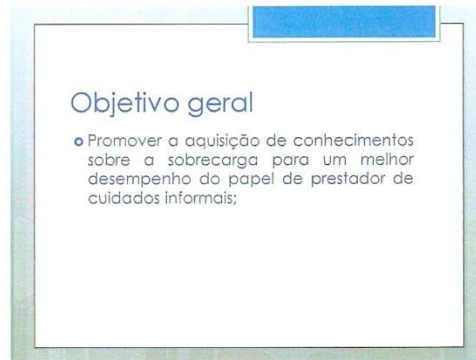 Objetivo geral
Promover a aquisição de conhecimentos
sobre a sobrecarga para um melhor
desempenho do papel de prestador de
cuidados informais;